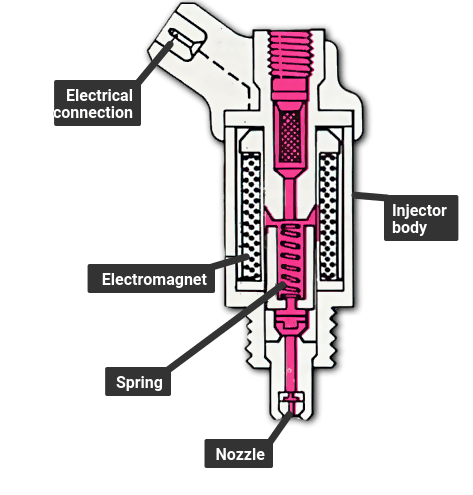 Electrical
connection
Injector
body
Electromagnet
Spring
Nozzle